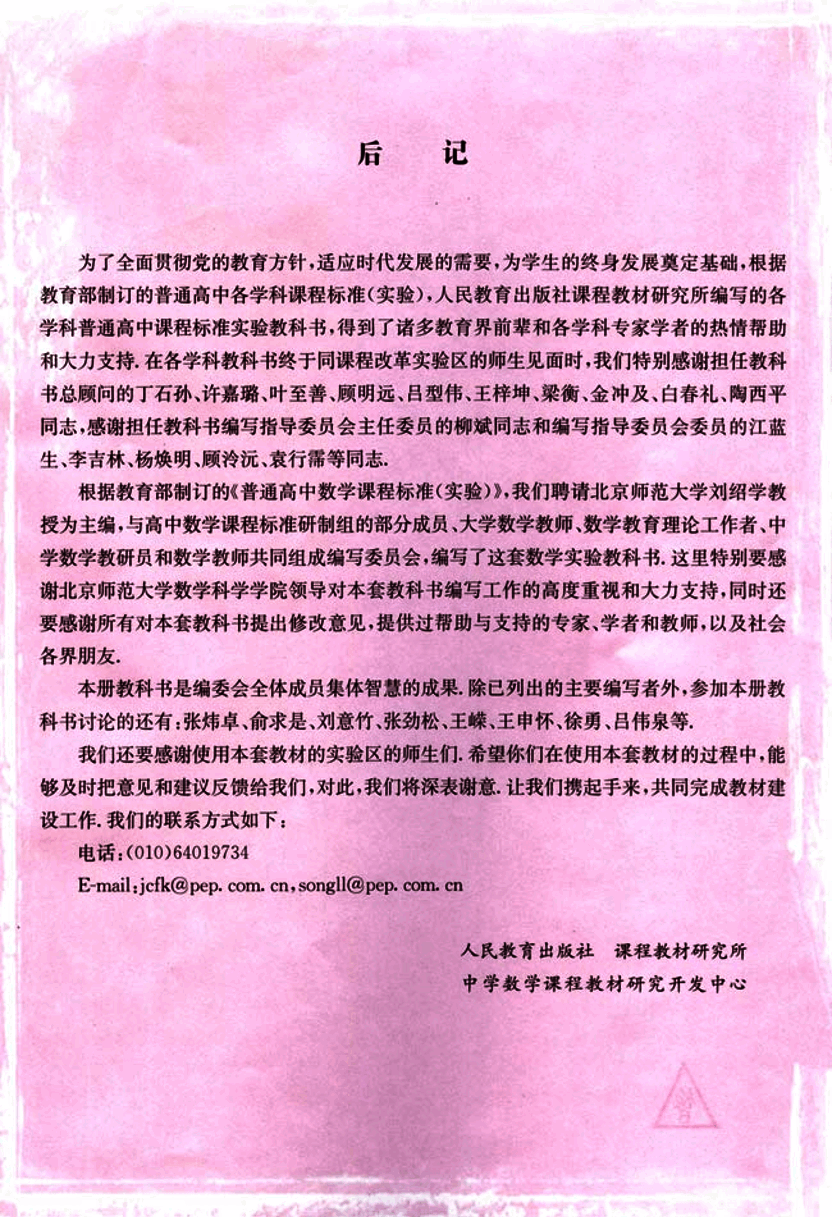 后 记
为了全面贯彻党的教育方针,适应时代发展的需要,为学生的终身发展奠定基础,根据
教育部制订的普通高中各学科课程标准(实验),人民教育出版社课程教材研究所编写的各
学科普通高中课程标准实验教科书,得到了诸多教育界前辈和各学科专家学者的热情帮助
和大力支持.在各学科教科书终于同课程改革实验区的师生见面时,我们特别感谢担任教科
书总顾问的丁石孙、许嘉璐、叶至善、顾明远、吕型伟、王梓坤、梁衡、金冲及、白春礼、陶西平
同志,感谢担任教科书编写指导委员会主任委员的柳斌同志和编写指导委员会委员的江蓝
生、李吉林、杨焕明、顾泠沅、袁行霈等同志.
根据教育部制订的《普通高中数学课程标准(实验)》,我们聘请北京师范大学刘绍学教
授为主编,与高中数学课程标准研制组的部分成员、大学数学教师、数学教育理论工作者、中
学数学教研员和数学教师共同组成编写委员会,编写了这套数学实验教科书.这里特别要感
谢北京师范大学数学科学学院领导对本套教科书编写工作的高度重视和大力支持,同时还
要感谢所有对本套教科书提出修改意见,提供过帮助与支持的专家、学者和教师,以及社会
各界朋友.
本册教科书是编委会全体成员集体智慧的成果.除已列出的主要编写者外,参加本册教
科书讨论的还有:张炜卓、俞求是、刘意竹、张劲松、王嵘、王申怀、徐勇、吕伟泉等.
我们还要感谢使用本套教材的实验区的师生们.希望你们在使用本套教材的过程中,能
够及时把意见和建议反馈给我们,对此,我们将深表谢意.让我们携起手来,共同完成教材建
设工作.我们的联系方式如下:
电话:(010)64019734
E-mail:jcfk@pep.com.cn,songll@pep.com.cn
人民教育出版社 课程教材研究所
中学数学课程教材研究开发中心